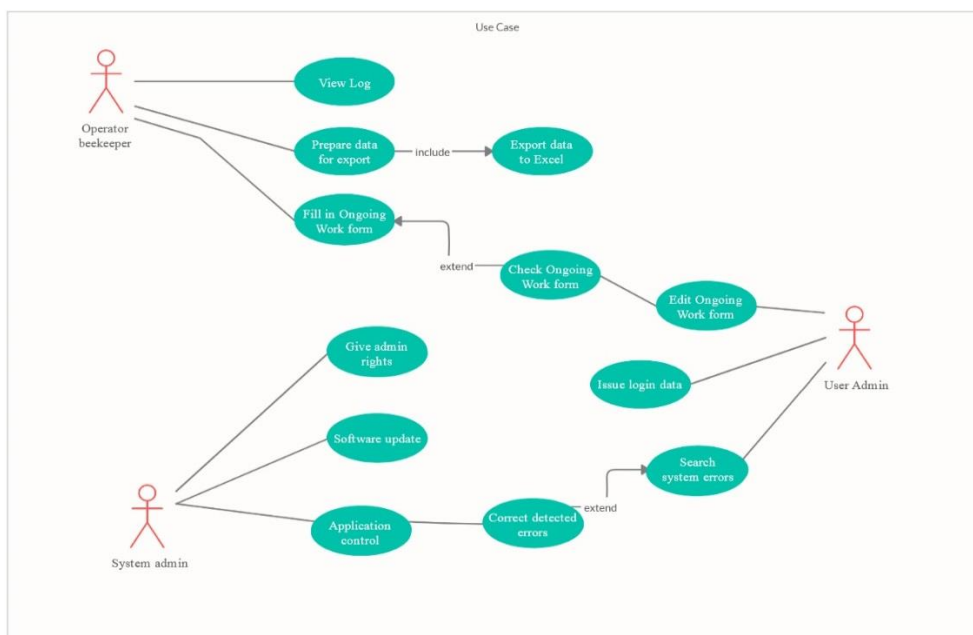 Use Case
View Log
Operator
beekeeper
Prepare data
for export
include
Export data
to Excel
Fill in Ongoing
Work form
extend
Check Ongoing
Work form
Edit Ongoing
Work form
Give admin
rights
Issue login data
User Admin
Software update
Search
system errors
extend
Application
control
Correct detected
errors
System admin